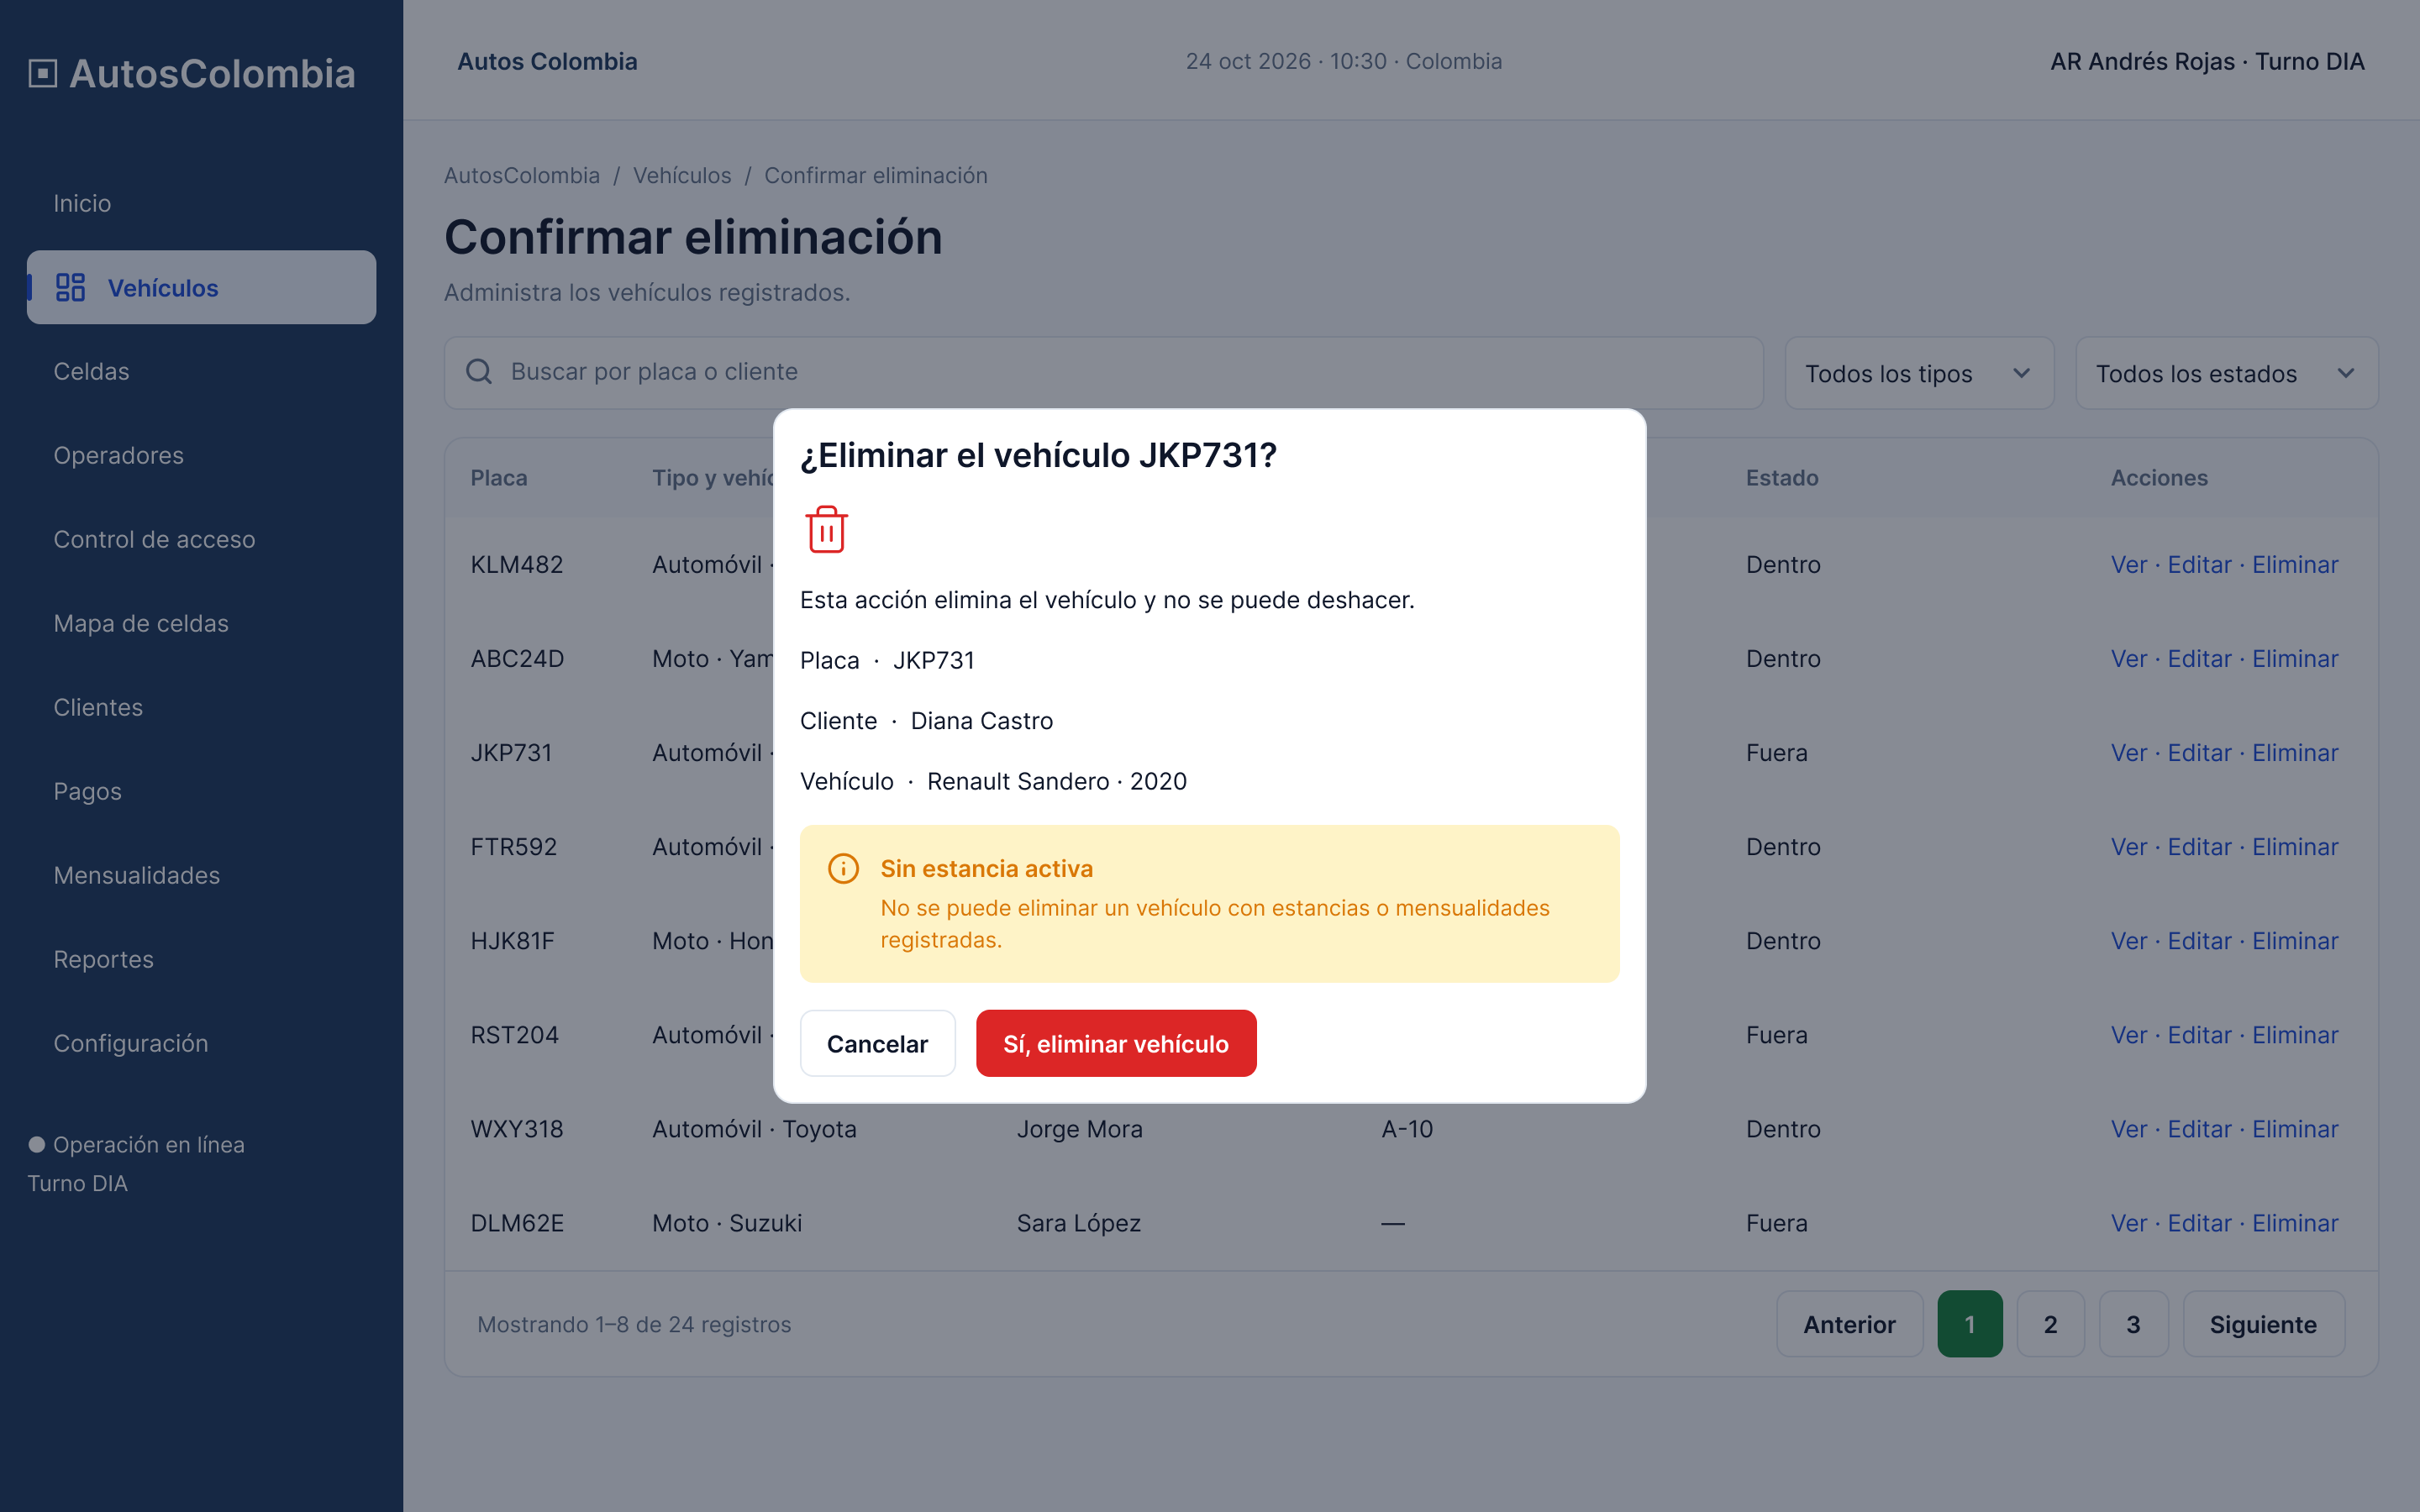 AutosColombia
Inicio
Vehículos
Celdas
Operadores
Control de acceso
Mapa de celdas
Clientes
Pagos
Mensualidades
Reportes
Configuración
Operación en línea
Turno DIA
Autos Colombia
24 oct 2026 · 10:30 · Colombia
AR Andrés Rojas · Turno DIA
AutosColombia / Vehículos / Confirmar eliminación
Confirmar eliminación
Administra los vehículos registrados.
Buscar por placa o cliente
Todos los tipos
Todos los estados
Placa Tipo y Estado Acciones
KLM482 Automóvil · Dentro Ver · Editar · Eliminar
ABC24D Moto · Dentro Ver · Editar · Eliminar
JKP731 Automóvil · Fuera Ver · Editar · Eliminar
FTR592 Automóvil · Dentro Ver · Editar · Eliminar
HJK81F Moto · Dentro Ver · Editar · Eliminar
RST204 Automóvil · Fuera Ver · Editar · Eliminar
WXY318 Automóvil · Toyota Jorge Mora A-10 Dentro Ver · Editar · Eliminar
DLM62E Moto · Suzuki Sara López — Fuera Ver · Editar · Eliminar
Mostrando 1–8 de 24 registros
Anterior 1 2 3 Siguiente
¿Eliminar el vehículo JKP731?
Esta acción elimina el vehículo y no se puede deshacer.
Placa · JKP731
Cliente · Diana Castro
Vehículo · Renault Sandero · 2020
Sin estancia activa
No se puede eliminar un vehículo con estancias o mensualidades
registradas.
Cancelar
Sí, eliminar vehículo